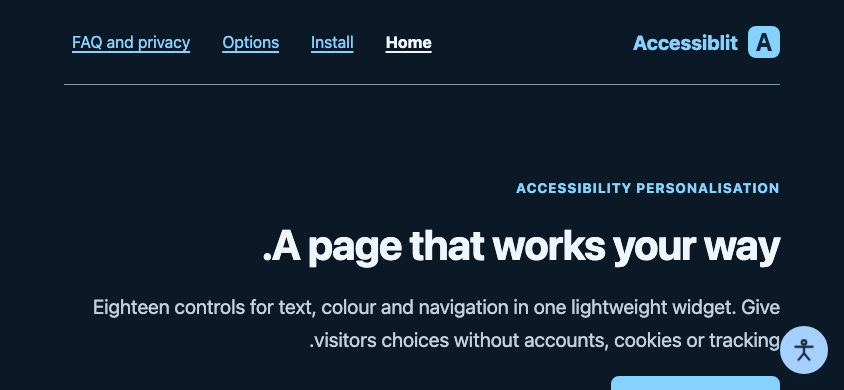 Accessiblit A
Home
Install
Options
FAQ and privacy
ACCESSIBILITY PERSONALISATION
.A page that works your way
Eighteen controls for text, colour and navigation in one lightweight widget. Give
.visitors choices without accounts, cookies or tracking